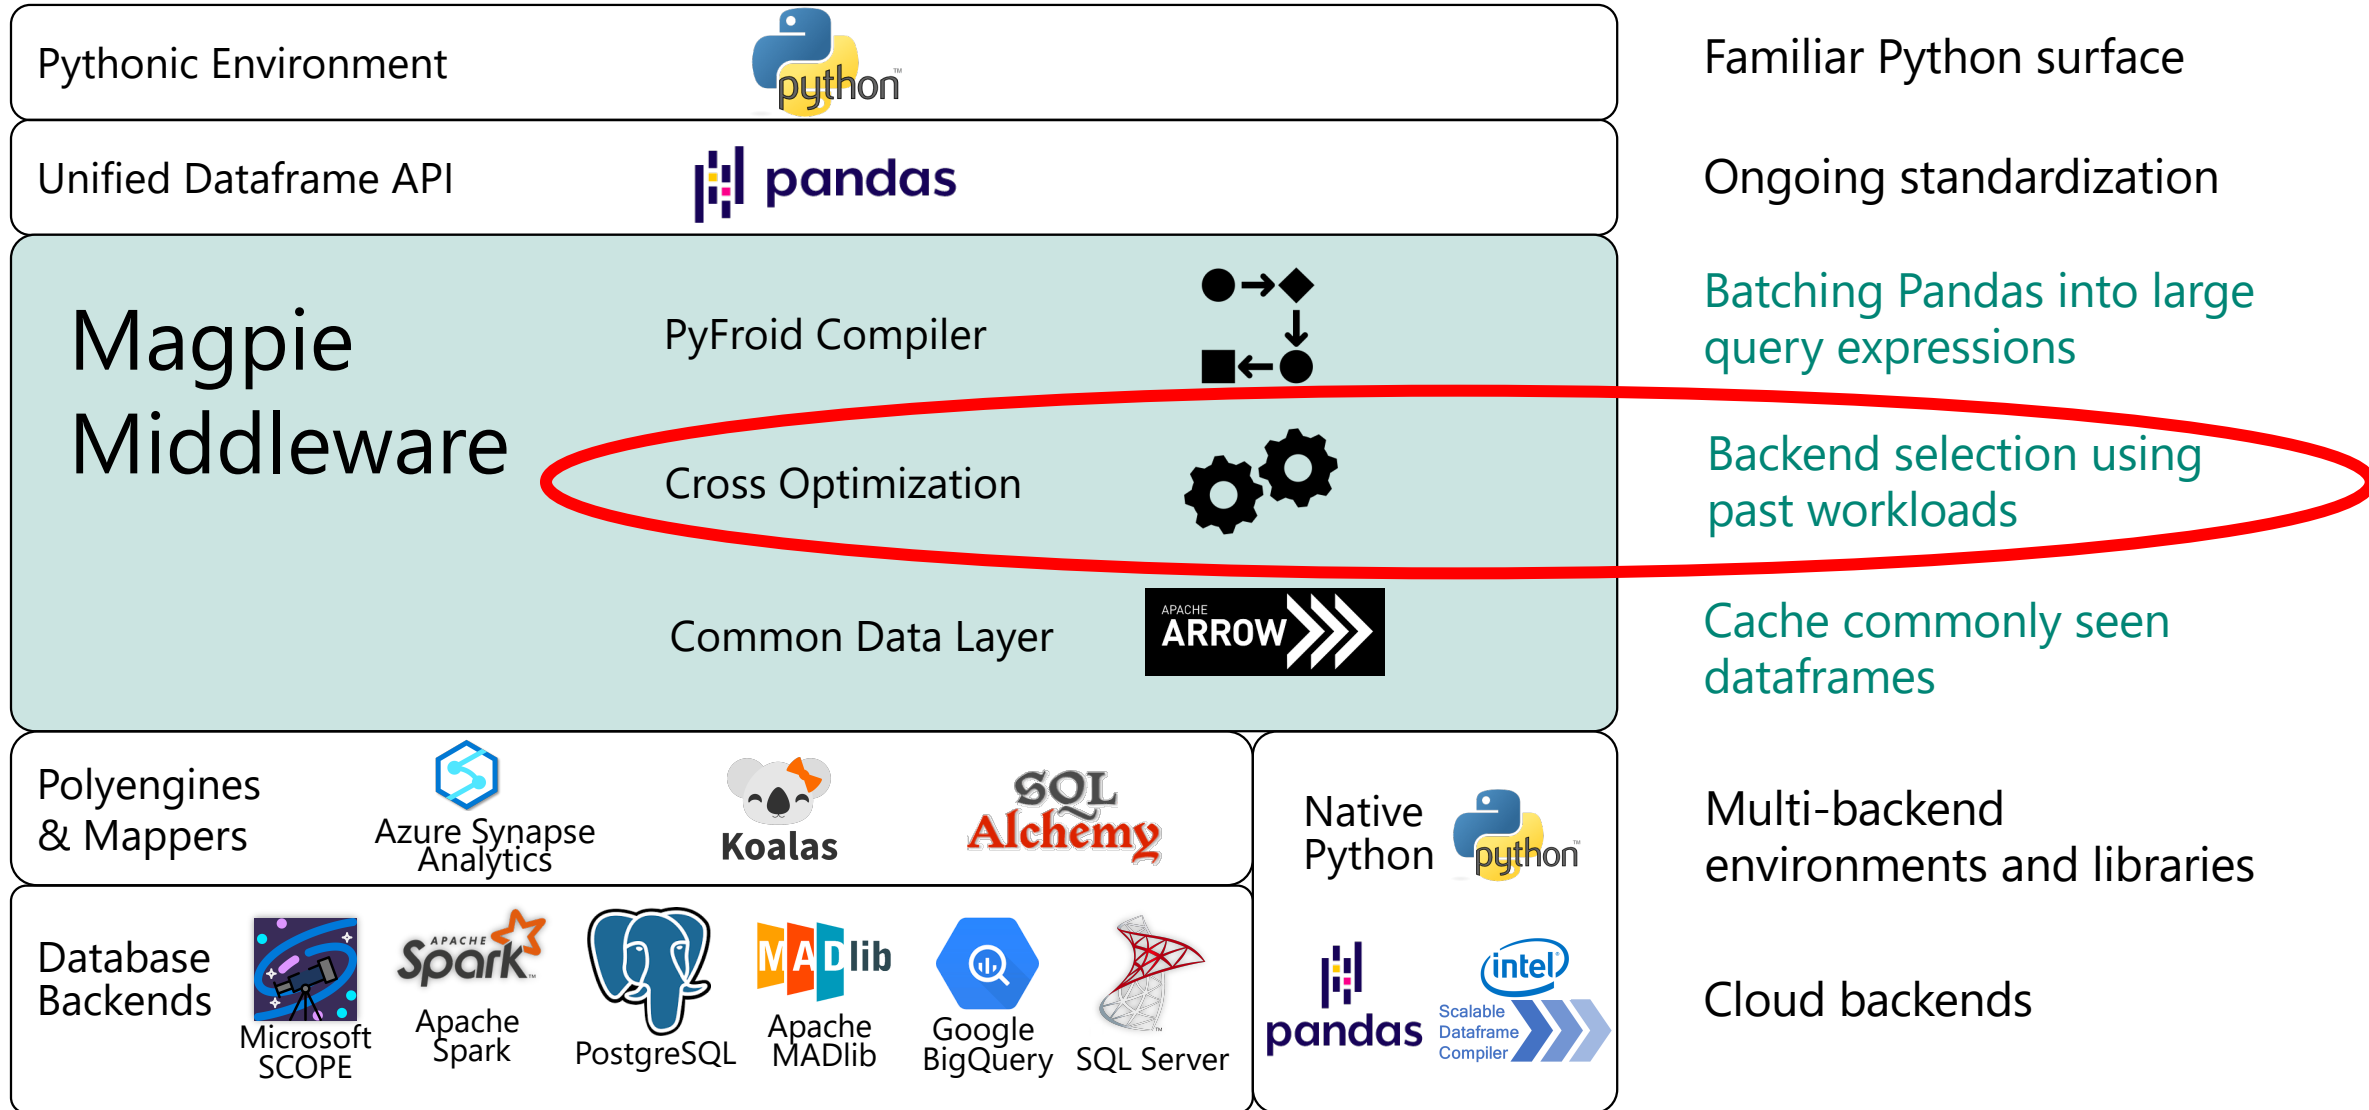 Pythonic Environment
python™
Familiar Python surface
Unified Dataframe API
pandas
Ongoing standardization
Magpie
Middleware
PyFroid Compiler
Batching Pandas into large
query expressions
Cross Optimization
Backend selection using
past workloads
Common Data Layer
APACHE
ARROW
Cache commonly seen
dataframes
Polyengines
& Mappers
Azure Synapse
Analytics
Koalas
SQL
Alchemy
Native
Python
python™
Multi-backend
environments and libraries
Database
Backends
Microsoft
SCOPE
APACHE
Spark™
Apache
Spark
PostgreSQL
MADlib
Apache
MADlib
Google
BigQuery
SQL Server
pandas
intel
Scalable
Dataframe
Compiler
Cloud backends